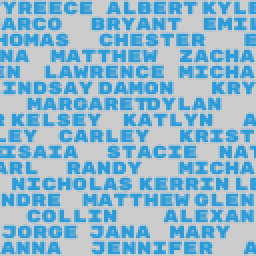 TYREECE ALBERT KYLE
MARCO BRYANT EMIL
THOMAS CHESTER E
NA MATTHEW ZACHA
EN LAWRENCE MICHA
LINDSAY DAMON KRY
MARGARET DYLAN
R KELSEY KATLYN A
LEY CARLEY KRIST
ISAIA STACIE NAT
ARL RANDY MICHA
NICHOLAS KERRIN LE
NDRE MATTHEW GLEN
COLLIN ALEXAN
JORGE JANA MARY
ANNA JENNIFER A